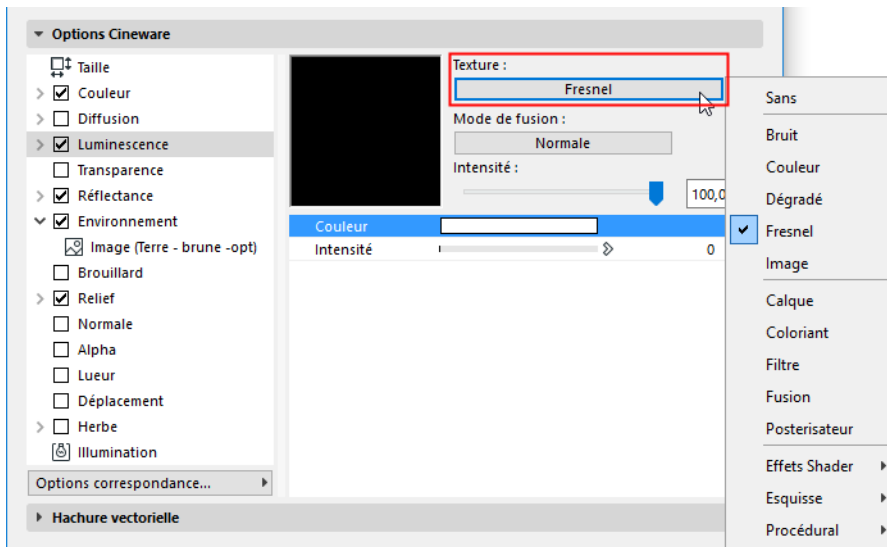 Options Cineware
Taille
Couleur
Diffusion
Luminescence
Transparence
Réflectance
Environnement
Image (Terre - brune -opt)
Brouillard
Relief
Normale
Alpha
Lueur
Déplacement
Herbe
Illumination
Options correspondance...
Texture :
Fresnel
Mode de fusion :
Normale
Intensité :
100,0
Couleur
Intensité 0
Sans
Bruit
Couleur
Dégradé
Fresnel
Image
Calque
Coloriant
Filtre
Fusion
Posterisateur
Effets Shader
Esquisse
Procédural
Hachure vectorielle